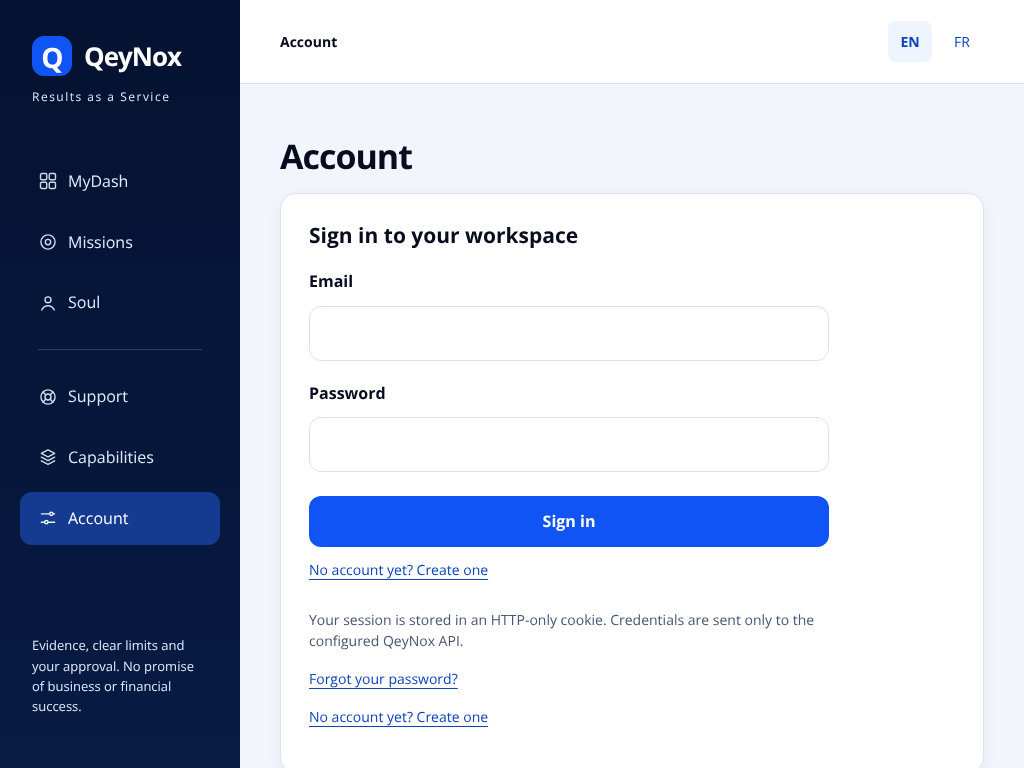 Q QeyNox
Results as a Service
MyDash
Missions
Soul
Support
Capabilities
Account
Evidence, clear limits and
your approval. No promise
of business or financial
success.
Account
EN FR
Account
Sign in to your workspace
Email
Password
Sign in
No account yet? Create one
Your session is stored in an HTTP-only cookie. Credentials are sent only to the
configured QeyNox API.
Forgot your password?
No account yet? Create one